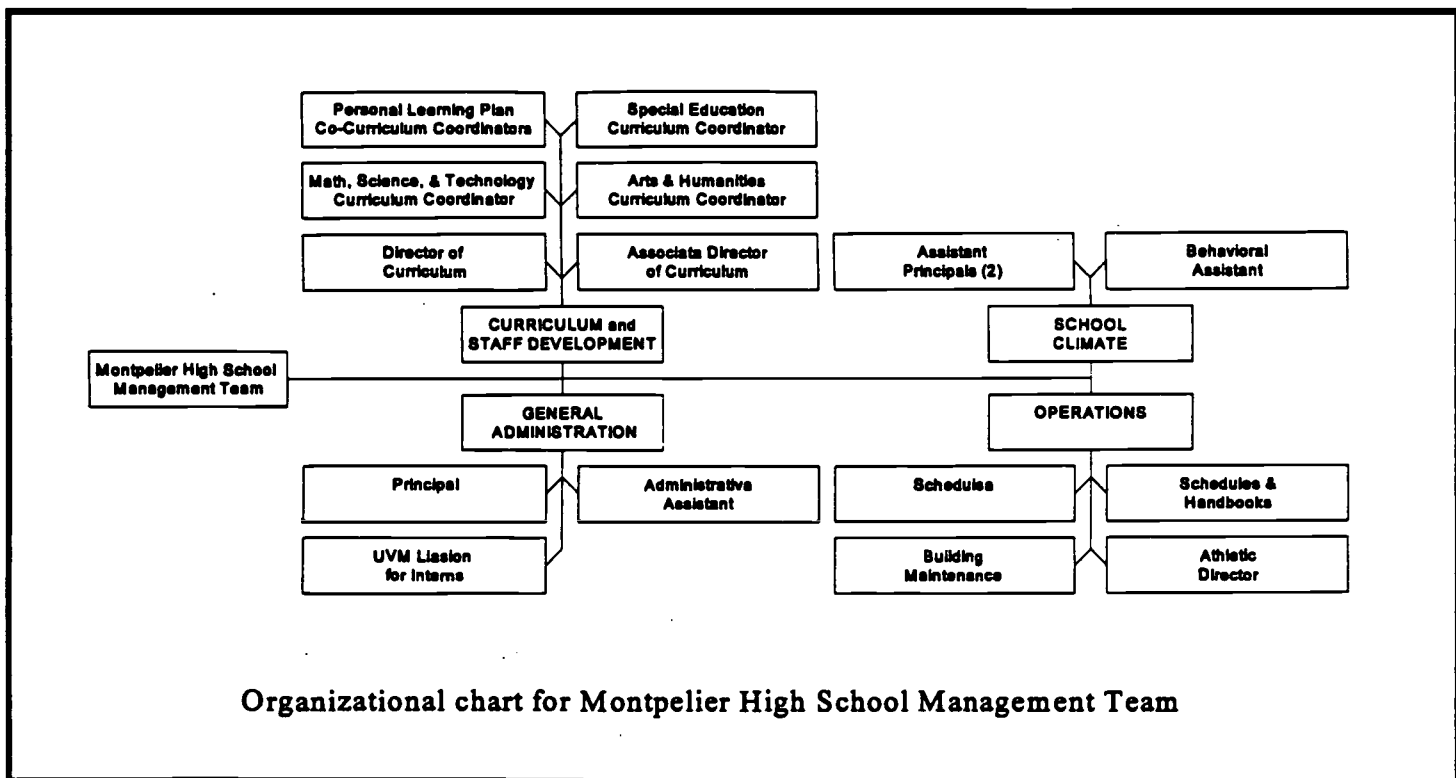 Personal Learning Plan
Co-Curriculum Coordinators
Special Education
Curriculum Coordinator
Math, Science, & Technology
Curriculum Coordinator
Arts & Humanities
Curriculum Coordinator
Director of
Curriculum
Associate Director
of Curriculum
Assistant
Principals (2)
Behavioral
Assistant
CURRICULUM and
STAFF DEVELOPMENT
SCHOOL
CLIMATE
Montpelier High School
Management Team
GENERAL
ADMINISTRATION
OPERATIONS
Principal
Administrative
Assistant
Schedules
Schedules &
Handbooks
UVM Liission
for Interns
Building
Maintenance
Athletic
Director
Organizational chart for Montpelier High School Management Team